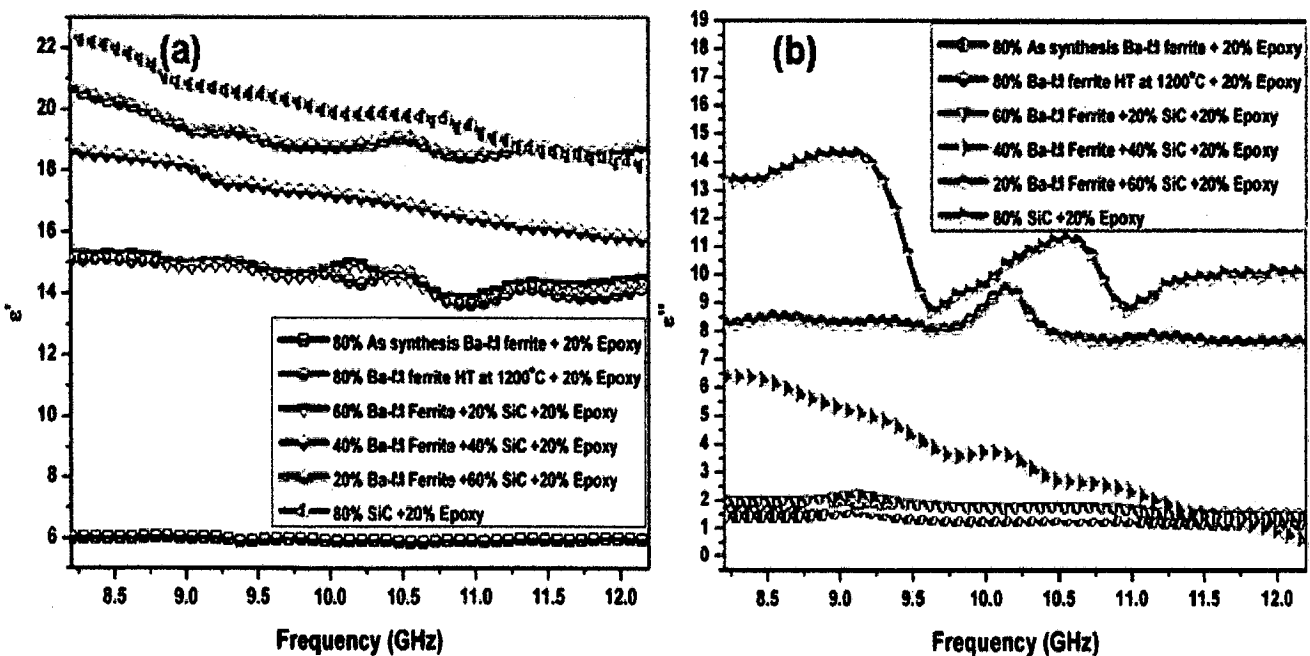 (a)
22
20
18
16
14
12
10
8
6
ε'
80% As synthesis Ba-M ferrite + 20% Epoxy
80% Ba-M ferrite HT at 1200°C + 20% Epoxy
60% Ba-M Ferrite +20% SiC +20% Epoxy
40% Ba-M Ferrite +40% SiC +20% Epoxy
20% Ba-M Ferrite +60% SiC +20% Epoxy
80% SiC +20% Epoxy
8.5 9.0 9.5 10.0 10.5 11.0 11.5 12.0
Frequency (GHz)
(b)
19
18
17
16
15
14
13
12
11
10
9
8
7
6
5
4
3
2
1
0
ε''
80% As synthesis Ba-M ferrite + 20% Epoxy
80% Ba-M ferrite HT at 1200°C + 20% Epoxy
60% Ba-M Ferrite +20% SiC +20% Epoxy
40% Ba-M Ferrite +40% SiC +20% Epoxy
20% Ba-M Ferrite +60% SiC +20% Epoxy
80% SiC +20% Epoxy
8.5 9.0 9.5 10.0 10.5 11.0 11.5 12.0
Frequency (GHz)